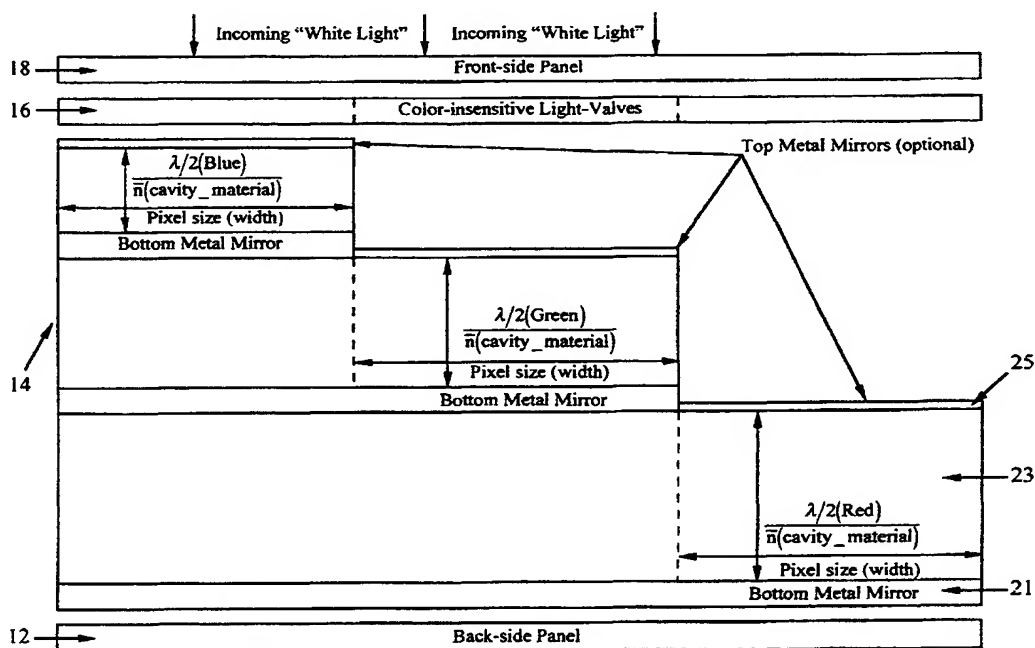 Incoming “White Light” Incoming “White Light”
18 Front-side Panel
16 Color-insensitive Light-Valves
Top Metal Mirrors (optional)
λ/2(Blue)
n̄(cavity_material)
Pixel size (width)
Bottom Metal Mirror
λ/2(Green)
n̄(cavity_material)
Pixel size (width)
14
25
Bottom Metal Mirror
23
λ/2(Red)
n̄(cavity_material)
Pixel size (width)
Bottom Metal Mirror 21
12 Back-side Panel